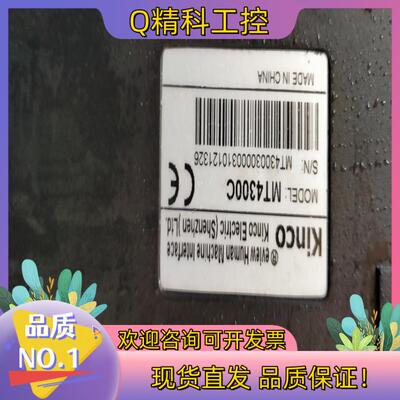 Q精科工控
Kinco
®eview Human Machine Interface
Kinco Electric (Shenzhen )Ltd.
MODEL: MT4300C
CE
S/N: MT4300300000310121326
MADE IN CHINA
品质
NO.1
欢迎咨询可开发票
现货直发 品质保证！